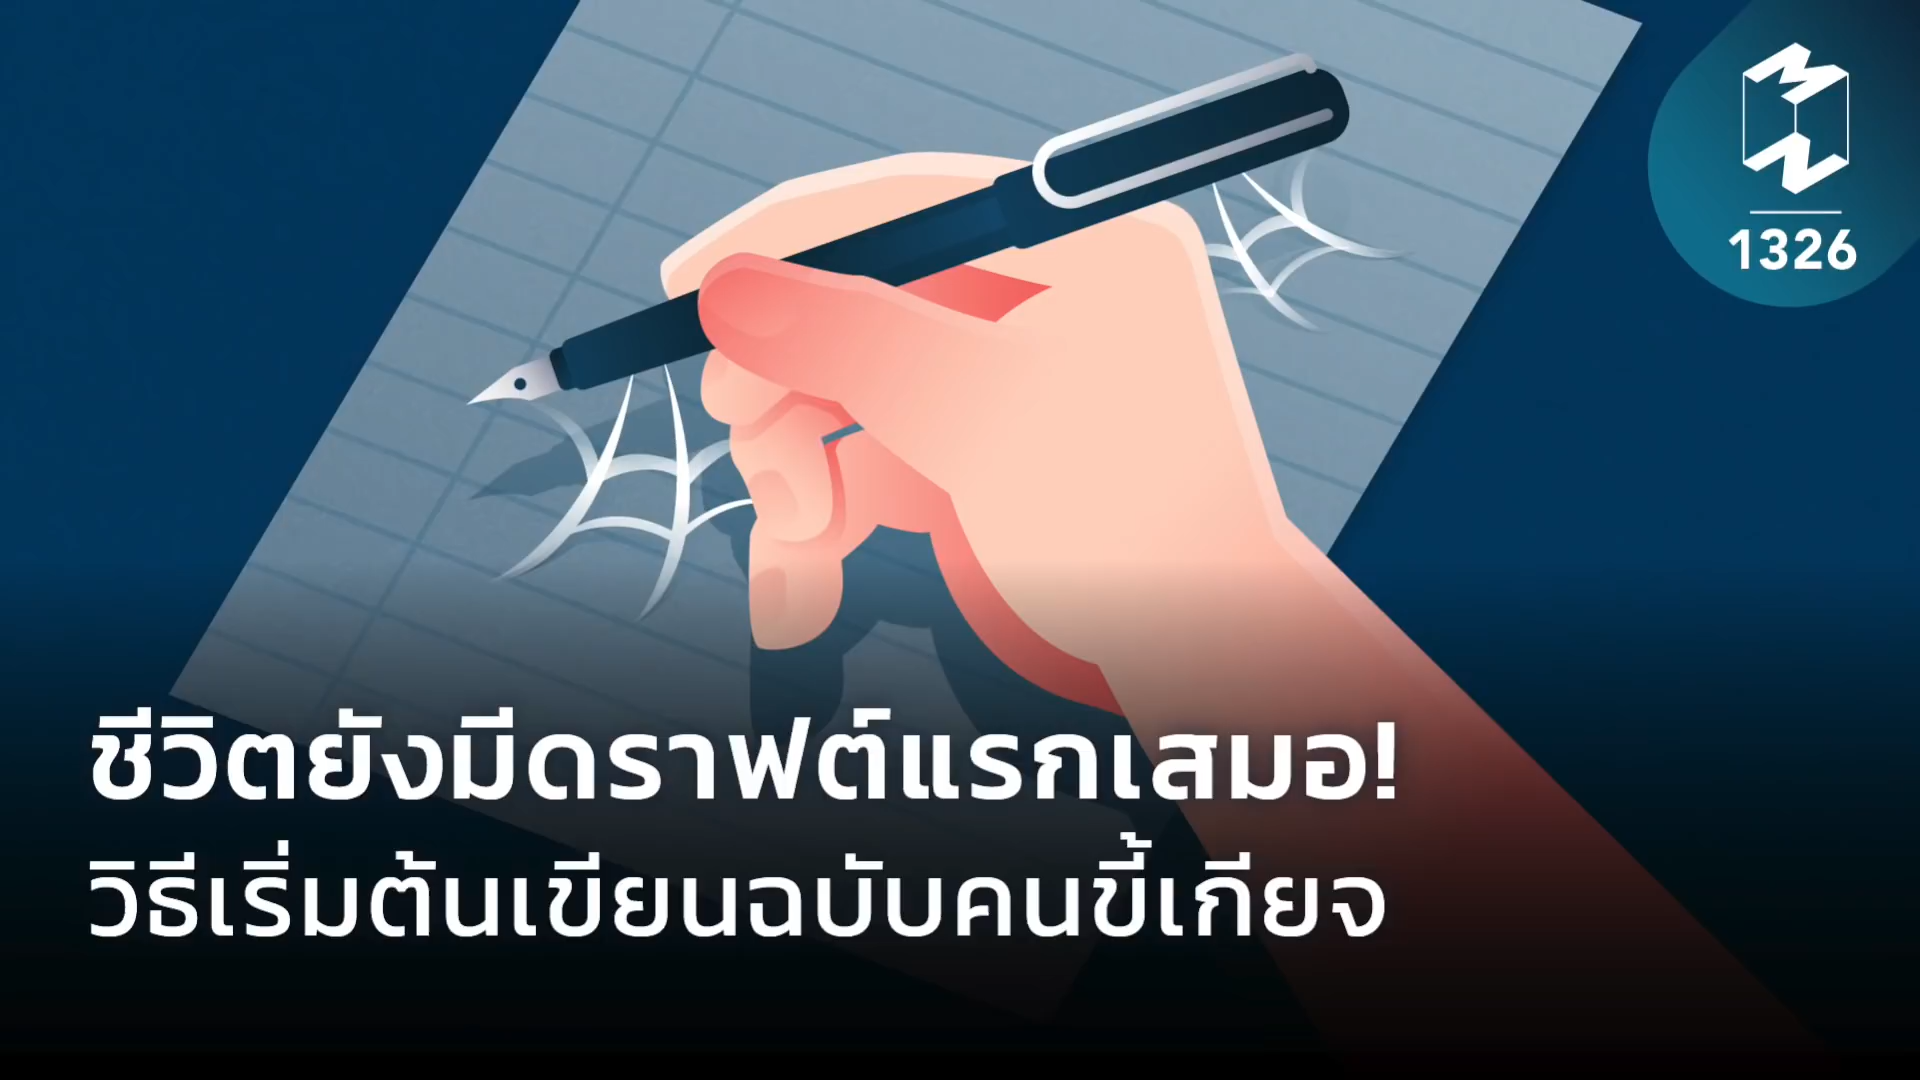 1326
ชีวิตยังมีดราฟต์แรกเสมอ!
วิธีเริ่มต้นเขียนฉบับคนขี้เกียจ